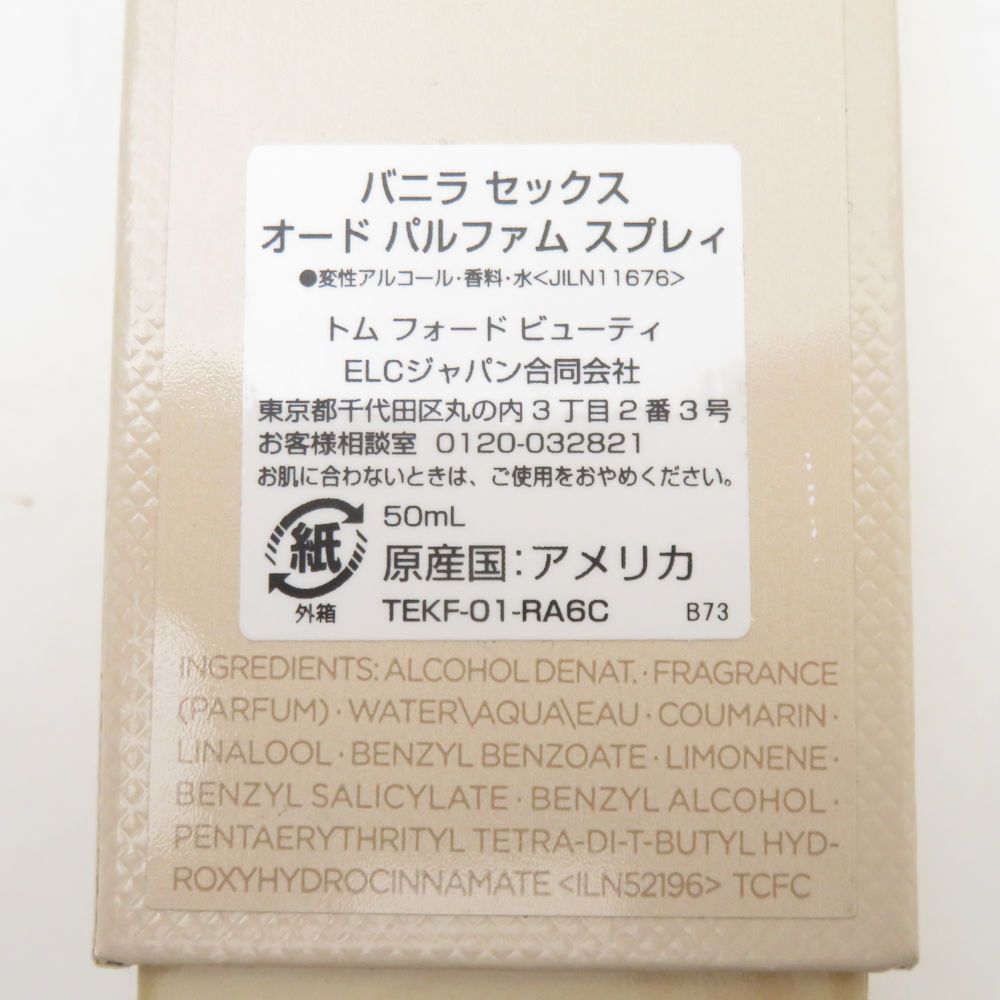 バニラ セックス
オード パルファム スプレィ
●変性アルコール・香料・水<JILN11676>
トム フォード ビューティ
ELCジャパン合同会社
東京都千代田区丸の内3丁目2番3号
お客様相談室 0120-032821
お肌に合わないときは、ご使用をおやめください。
紙
外箱
50mL
原産国:アメリカ
TEKF-01-RA6C B73
INGREDIENTS: ALCOHOL DENAT. · FRAGRANCE
(PARFUM) · WATER\AQUA\EAU · COUMARIN ·
LINALOOL · BENZYL BENZOATE · LIMONENE ·
BENZYL SALICYLATE · BENZYL ALCOHOL ·
PENTAERYTHRITYL TETRA-DI-T-BUTYL HYD-
ROXYHYDROCINNAMATE <ILN52196> TCFC